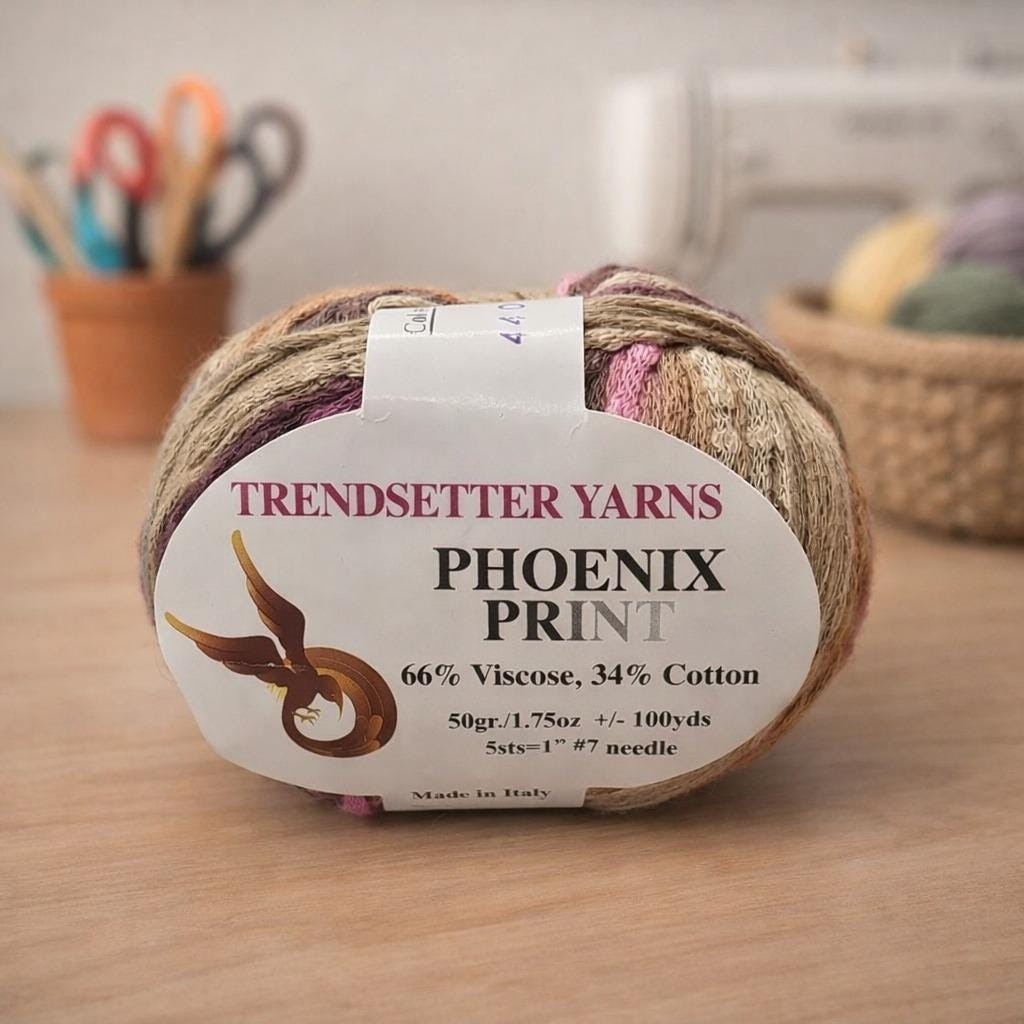 440
TRENDSETTER YARNS
PHOENIX
PRINT
66% Viscose, 34% Cotton
50gr./1.75oz +/- 100yds
5sts=1” #7 needle
Made in Italy